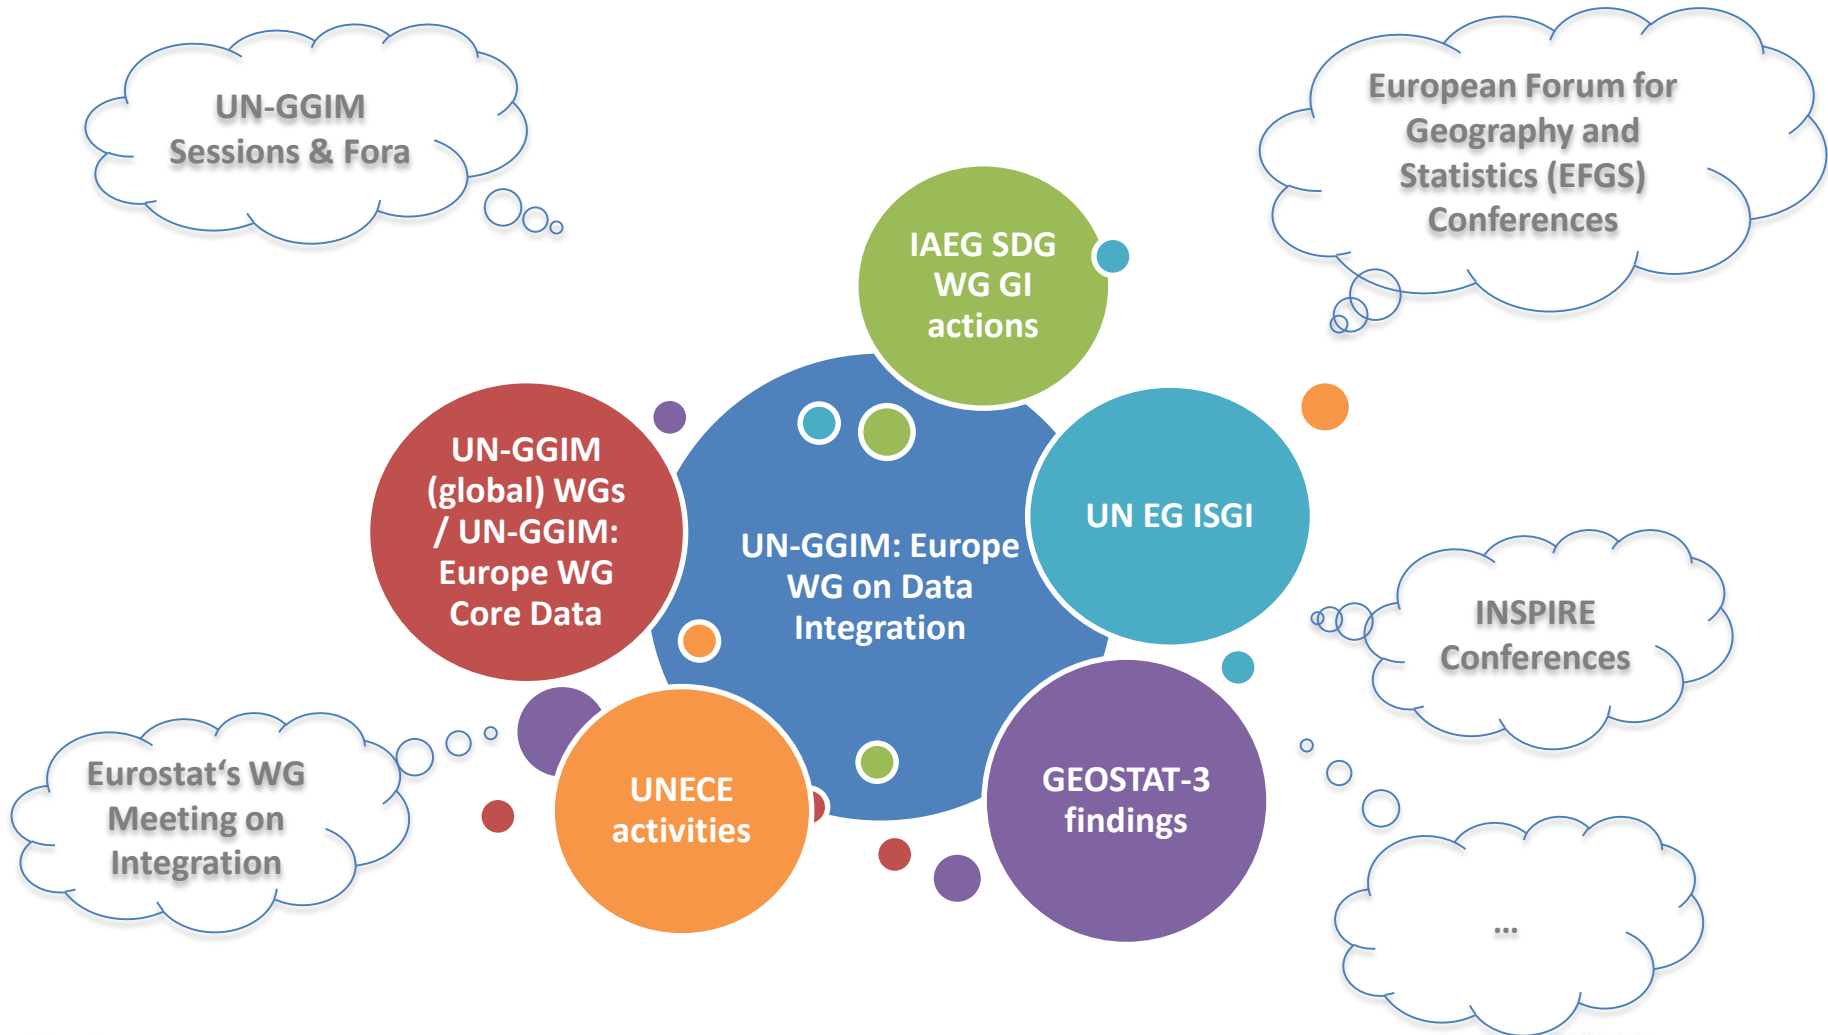 UN-GGIM
Sessions & Fora
European Forum for
Geography and
Statistics (EFGS)
Conferences
IAEG SDG
WG GI
actions
UN-GGIM
(global) WGs
/ UN-GGIM:
Europe WG
Core Data
UN-GGIM: Europe
WG on Data
Integration
UN EG ISGI
INSPIRE
Conferences
Eurostat‘s WG
Meeting on
Integration
UNECE
activities
GEOSTAT-3
findings
...